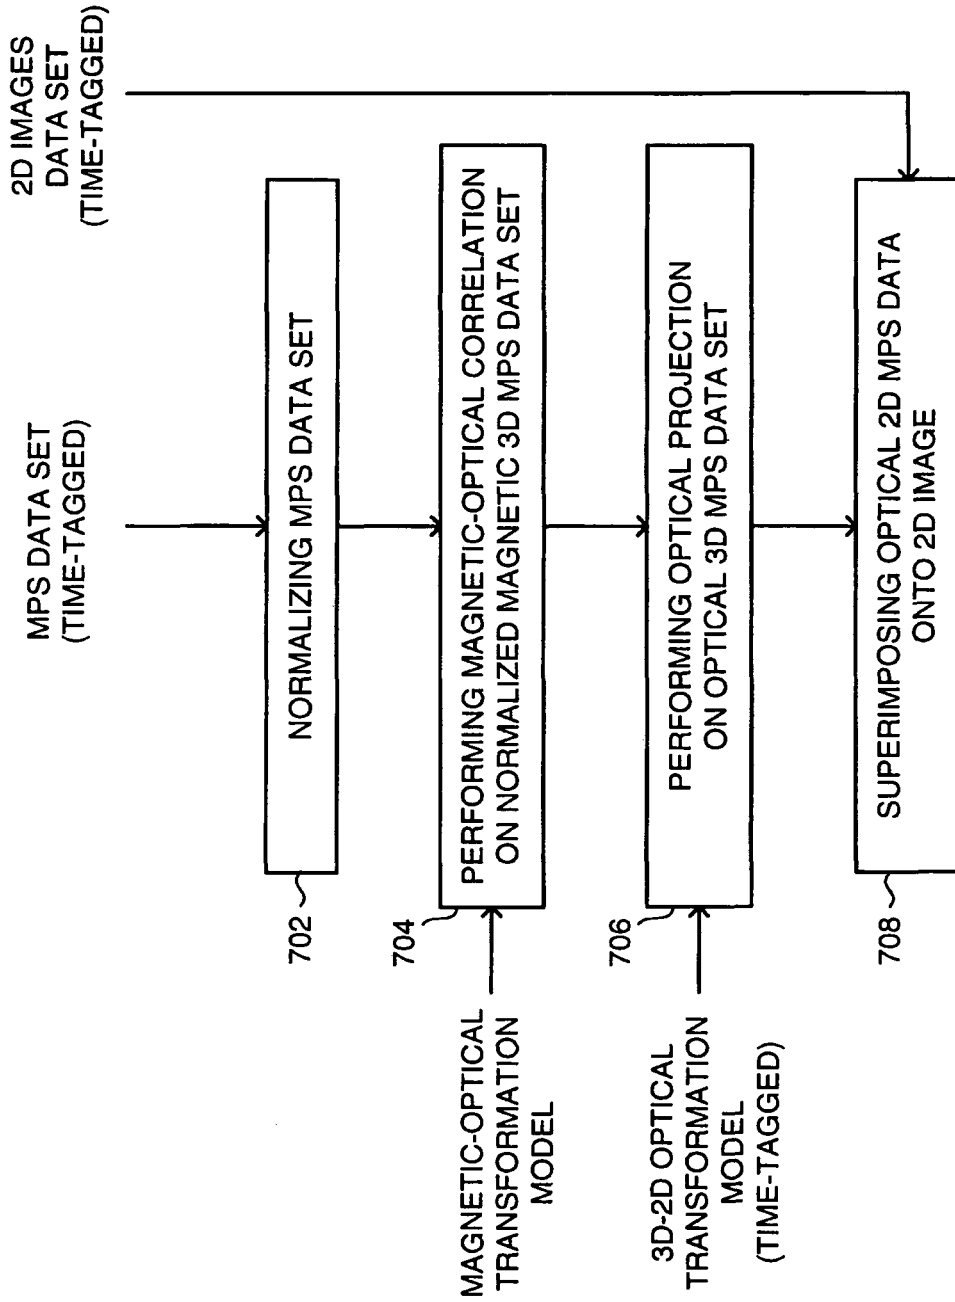 MPS DATA SET
(TIME-TAGGED)
2D IMAGES
DATA SET
(TIME-TAGGED)
NORMALIZING MPS DATA SET
702
PERFORMING MAGNETIC-OPTICAL CORRELATION
ON NORMALIZED MAGNETIC 3D MPS DATA SET
704
MAGNETIC-OPTICAL
TRANSFORMATION
MODEL
PERFORMING OPTICAL PROJECTION
ON OPTICAL 3D MPS DATA SET
706
3D-2D OPTICAL
TRANSFORMATION
MODEL
(TIME-TAGGED)
SUPERIMPOSING OPTICAL 2D MPS DATA
ONTO 2D IMAGE
708